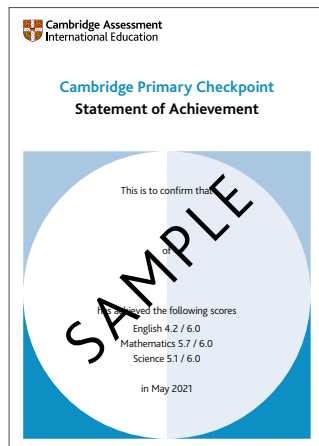 Cambridge Assessment
International Education
Cambridge Primary Checkpoint
Statement of Achievement
This is to confirm that
of
has achieved the following scores
English 4.2 / 6.0
Mathematics 5.7 / 6.0
Science 5.1 / 6.0
in May 2021
SAMPLE